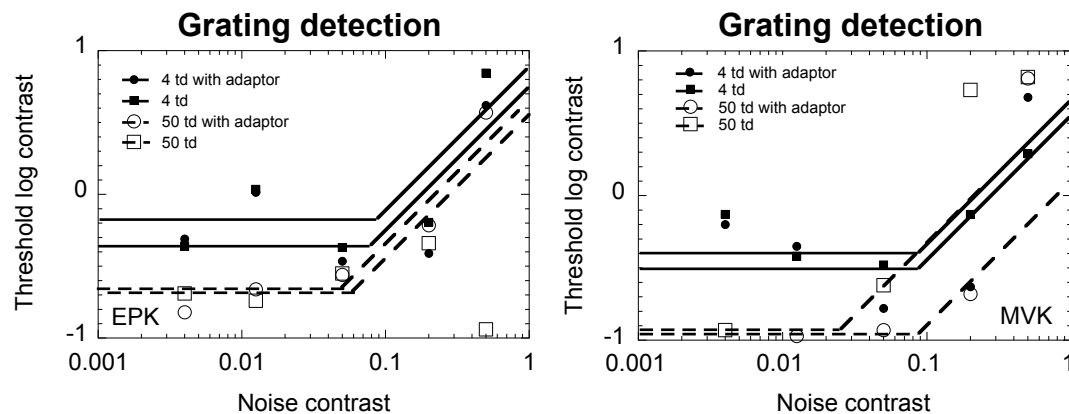 Grating detection
1
0
-1
0.001
0.01
0.1
1
Threshold log contrast
Noise contrast
4 td with adaptor
4 td
50 td with adaptor
50 td
EPK
Grating detection
1
0
-1
0.001
0.01
0.1
1
Threshold log contrast
Noise contrast
4 td with adaptor
4 td
50 td with adaptor
50 td
MVK